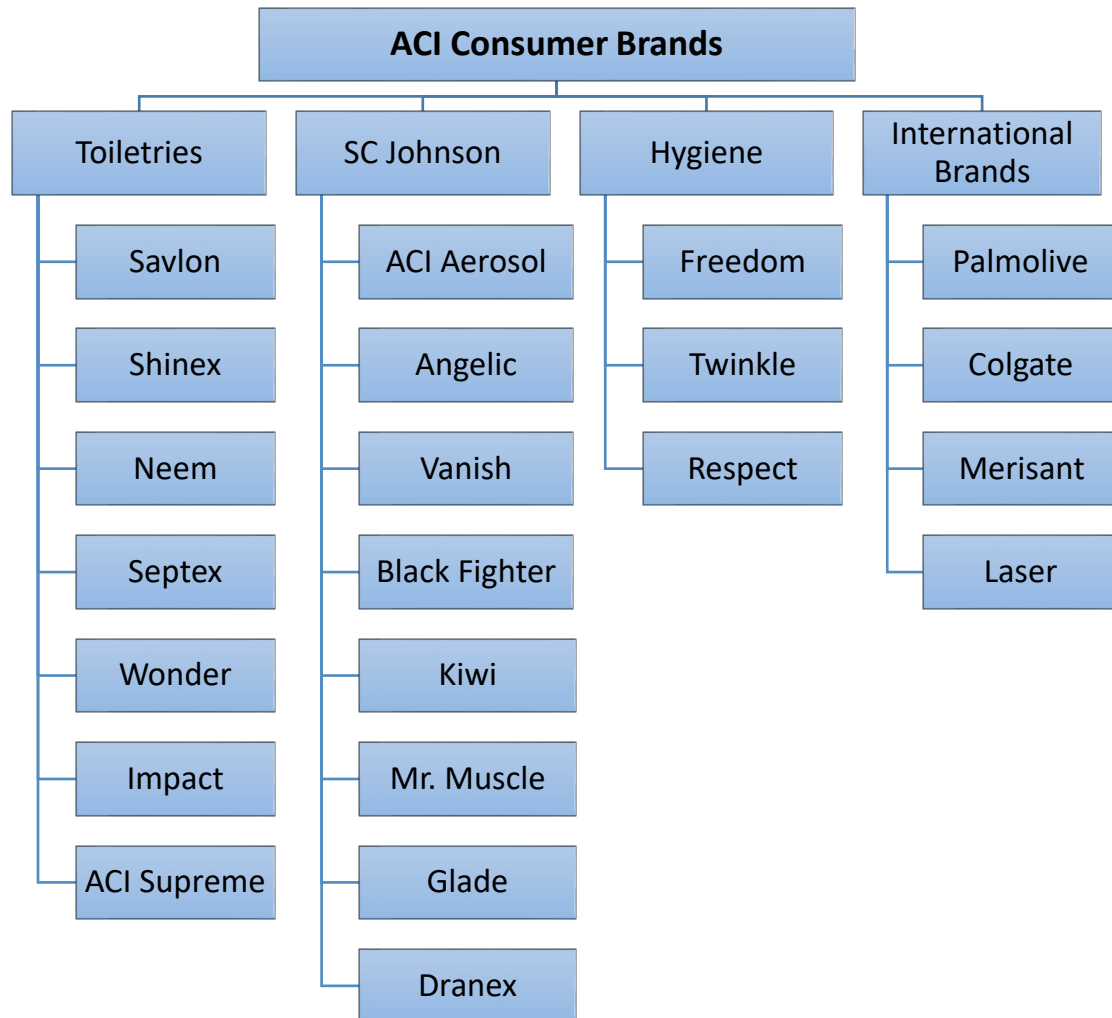 ACI Consumer Brands
Toiletries
Savlon
Shinex
Neem
Septex
Wonder
Impact
ACI Supreme
SC Johnson
ACI Aerosol
Angelic
Vanish
Black Fighter
Kiwi
Mr. Muscle
Glade
Dranex
Hygiene
Freedom
Twinkle
Respect
International
Brands
Palmolive
Colgate
Merisant
Laser